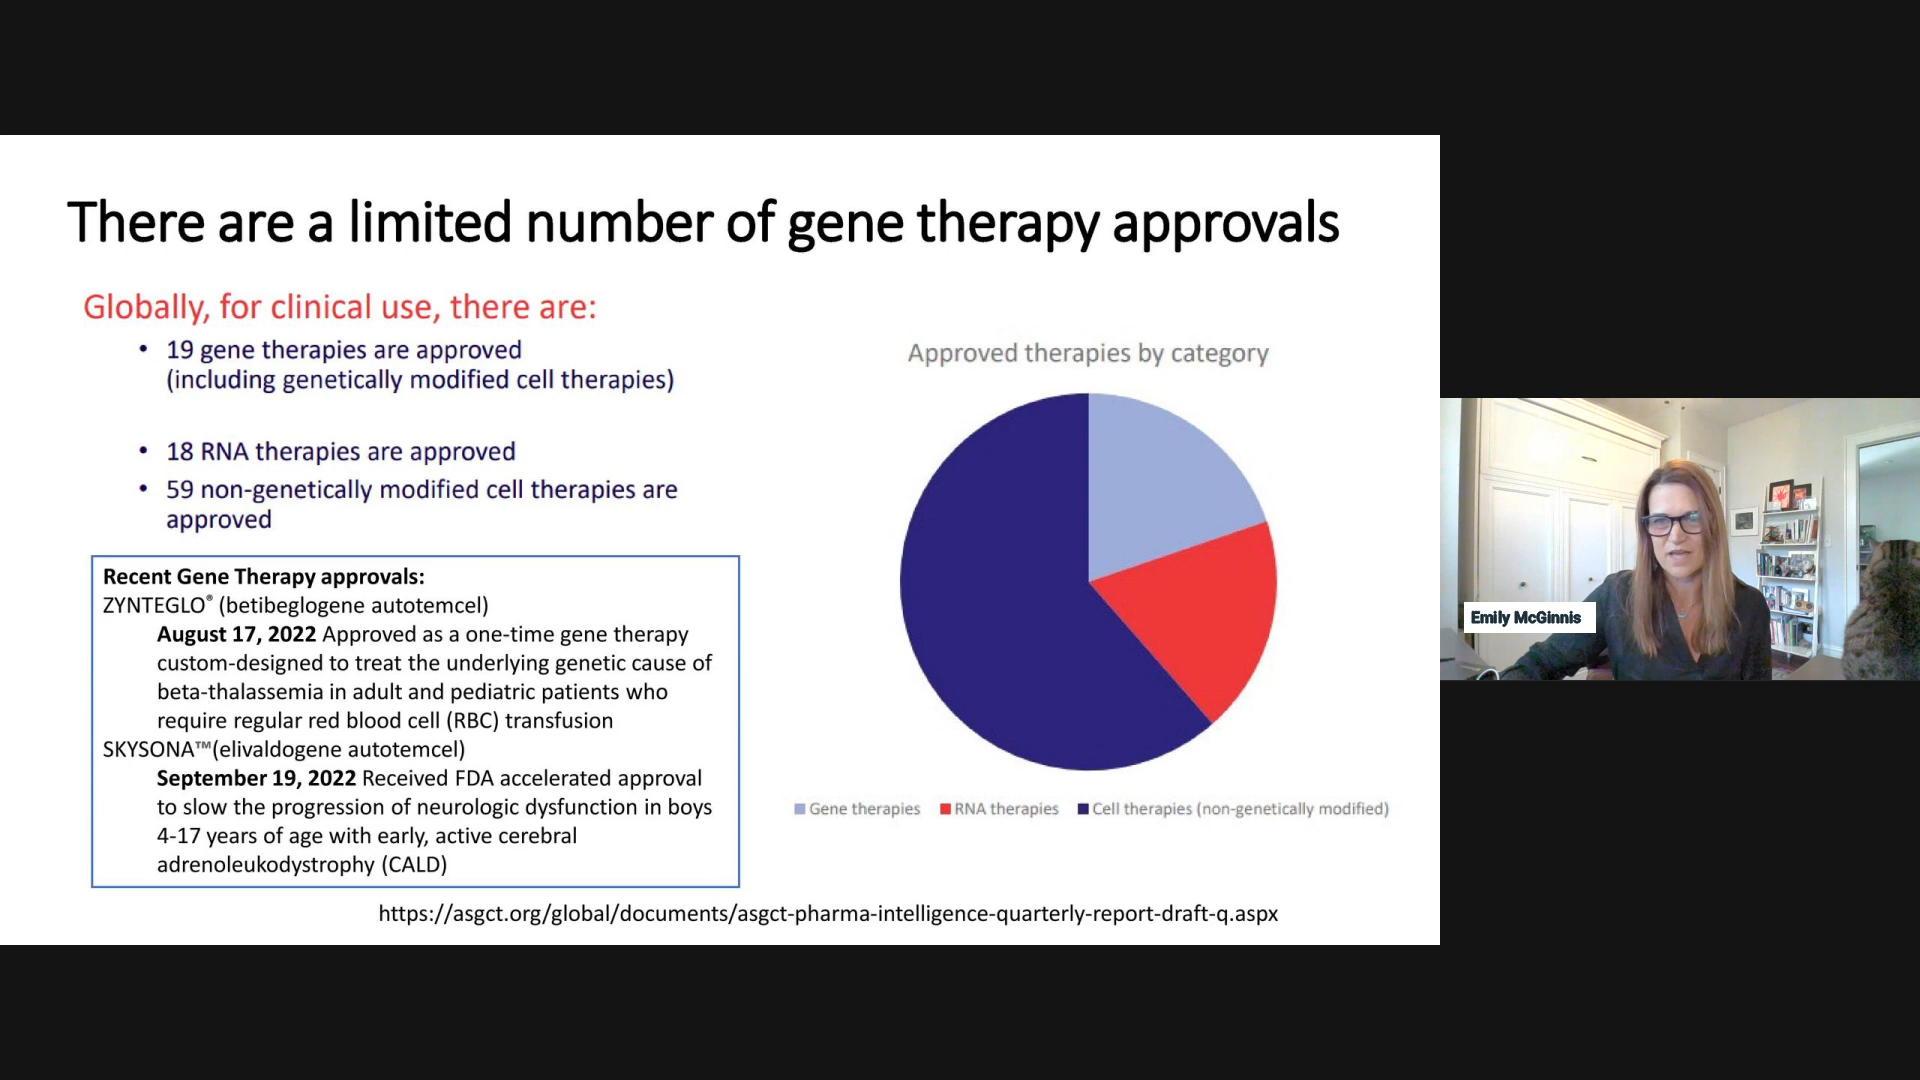 There are a limited number of gene therapy approvals
Globally, for clinical use, there are:
• 19 gene therapies are approved
(including genetically modified cell therapies)
• 18 RNA therapies are approved
• 59 non-genetically modified cell therapies are
approved
Recent Gene Therapy approvals:
ZYNTEGLO® (betibeglogene autotemcel)
August 17, 2022 Approved as a one-time gene therapy
custom-designed to treat the underlying genetic cause of
beta-thalassemia in adult and pediatric patients who
require regular red blood cell (RBC) transfusion
SKYSONA™(elivaldogene autotemcel)
September 19, 2022 Received FDA accelerated approval
to slow the progression of neurologic dysfunction in boys
4-17 years of age with early, active cerebral
adrenoleukodystrophy (CALD)
Approved therapies by category
Gene therapies RNA therapies Cell therapies (non-genetically modified)
https://asgct.org/global/documents/asgct-pharma-intelligence-quarterly-report-draft-q.aspx
Emily McGinnis